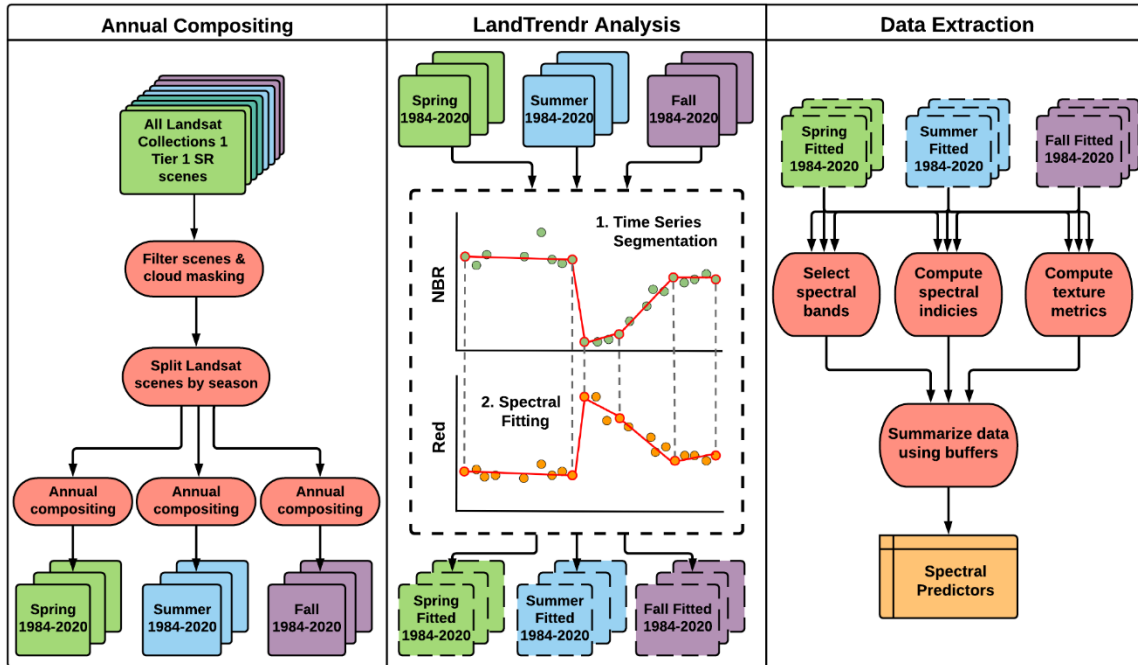 Annual Compositing
All Landsat
Collections 1
Tier 1 SR
scenes
Filter scenes &
cloud masking
Split Landsat
scenes by season
Annual
compositing
Annual
compositing
Annual
compositing
Spring
1984-2020
Summer
1984-2020
Fall
1984-2020
LandTrendr Analysis
Spring
1984-2020
Summer
1984-2020
Fall
1984-2020
1. Time Series
Segmentation
NBR
2. Spectral
Fitting
Red
Spring
Fitted
1984-2020
Summer
Fitted
1984-2020
Fall Fitted
1984-2020
Data Extraction
Spring
Fitted
1984-2020
Summer
Fitted
1984-2020
Fall Fitted
1984-2020
Select
spectral
bands
Compute
spectral
indicies
Compute
texture
metrics
Summarize data
using buffers
Spectral
Predictors